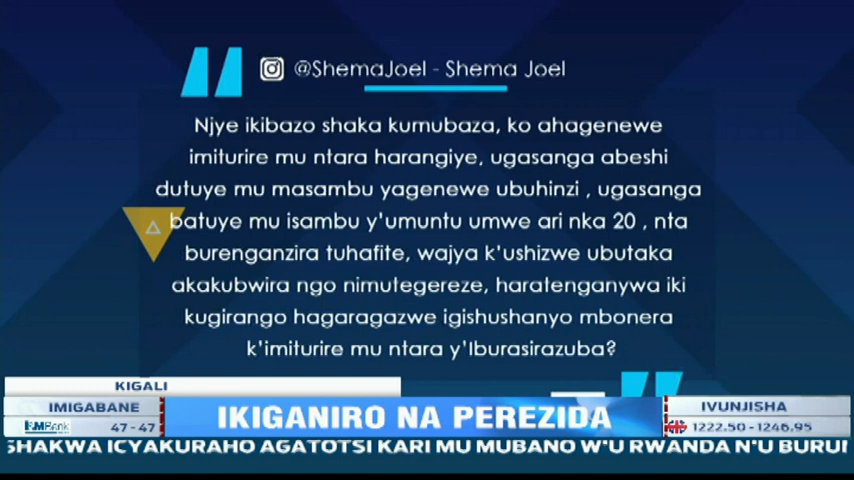 @ShemaJoel - Shema Joel
Njye ikibazo shaka kumubaza, ko ahagenewe
imiturire mu ntara harangiye, ugasanga abeshi
dutuye mu masambu yagenewe ubuhinzi , ugasanga
batuye mu isambu y'umuntu umwe ari nka 20 , nta
burenganzira tuhafite, wajya k'ushizwe ubutaka
akakubwira ngo nimutegereze, haratenganywa iki
kugirango hagaragazwe igishushanyo mbonera
k'imiturire mu ntara y'Iburasirazuba?
KIGALI
IMIGABANE
I&M Bank 47 - 47
IKIGANIRO NA PEREZIDA
IVUNJISHA
1222.50 - 1246.95
SHAKWA ICYAKURAHO AGATOTSI KARI MU MUBANO W'U RWANDA N'U BURU